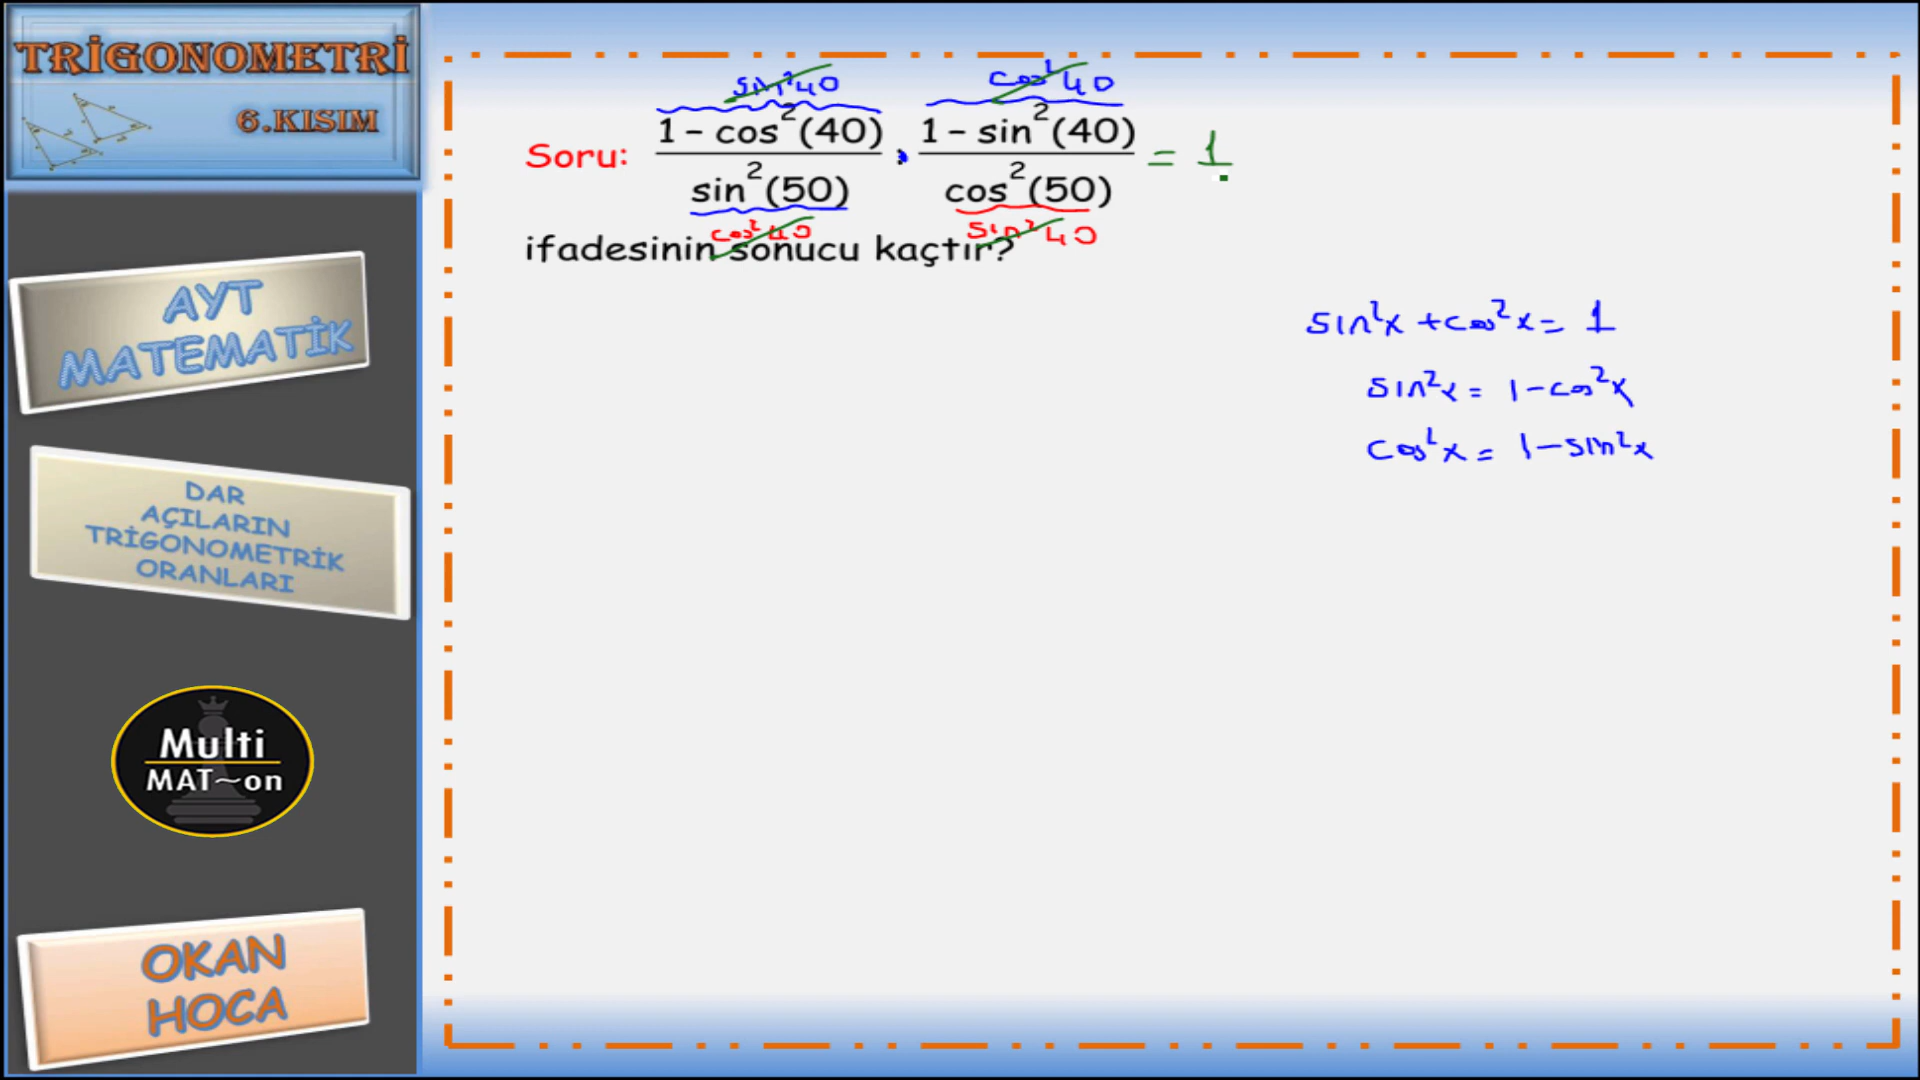 TRİGONOMETRİ
6.KISIM
AYT
MATEMATİK
DAR
AÇILARIN
TRİGONOMETRİK
ORANLARI
Multi
MAT~on
OKAN
HOCA
sin²40 cos²40
1 - cos²(40) 1 - sin²(40)
Soru: · = 1
sin²(50) cos²(50)
cos²40 sin²40
ifadesinin sonucu kaçtır?
sin²x + cos²x = 1
sin²x = 1 - cos²x
cos²x = 1 - sin²x